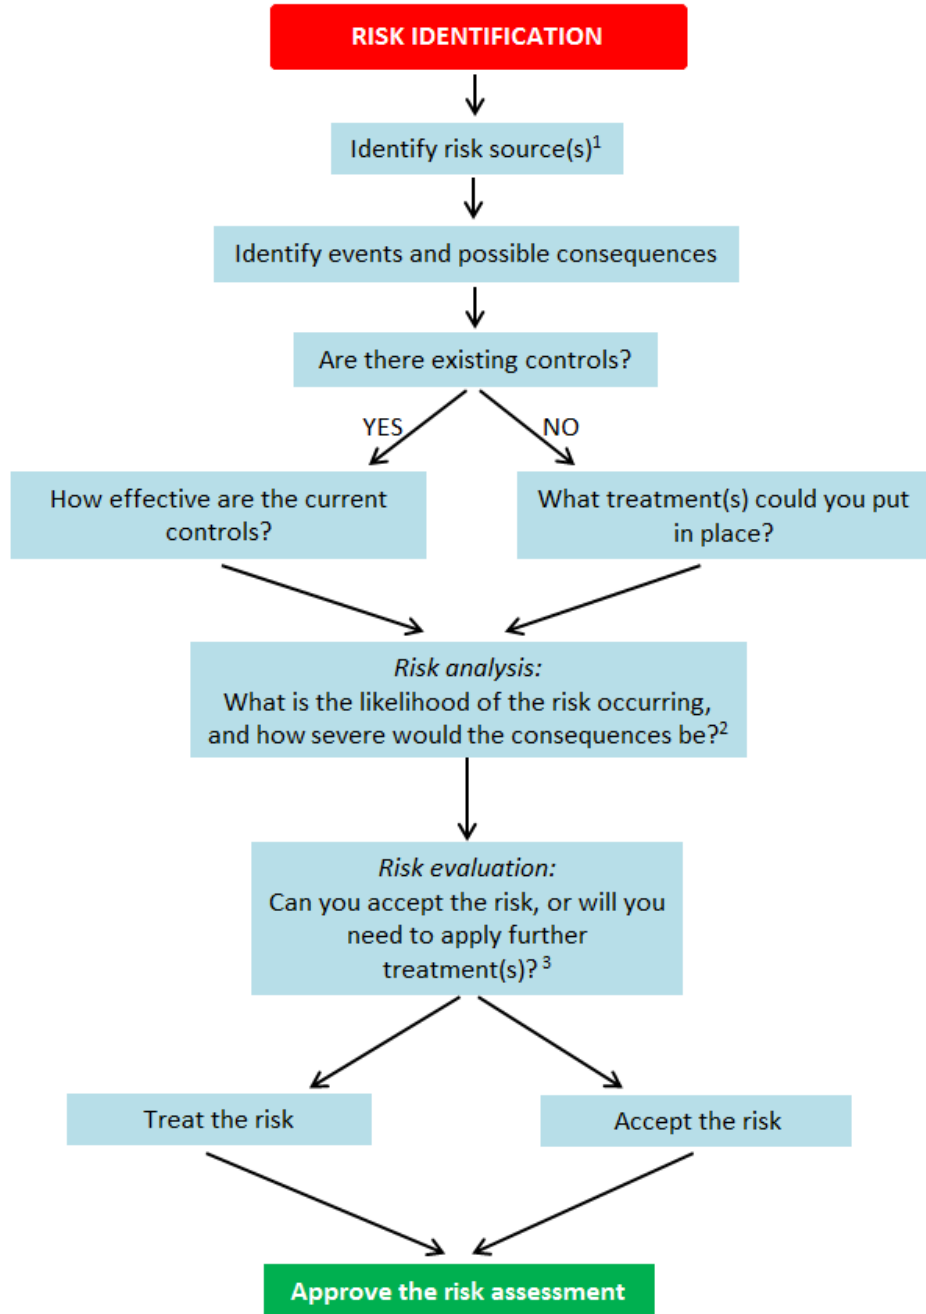 RISK IDENTIFICATION
Identify risk source(s)¹
Identify events and possible consequences
Are there existing controls?
YES
NO
How effective are the current
controls?
What treatment(s) could you put
in place?
Risk analysis:
What is the likelihood of the risk occurring,
and how severe would the consequences be?²
Risk evaluation:
Can you accept the risk, or will you
need to apply further
treatment(s)? ³
Treat the risk
Accept the risk
Approve the risk assessment